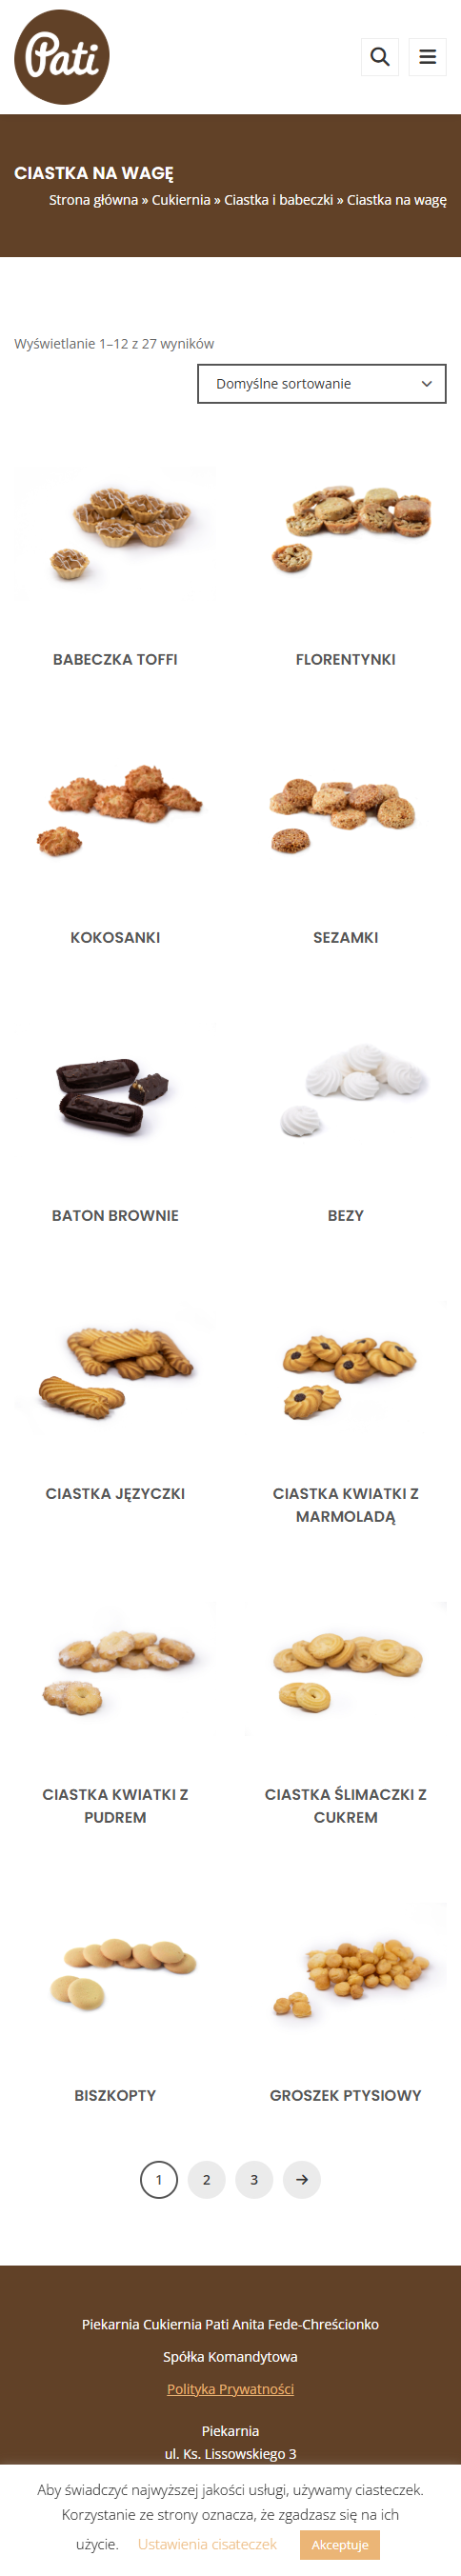 Pati
CIASTKA NA WAGĘ
Strona główna » Cukiernia » Ciastka i babeczki » Ciastka na wagę
Wyświetlanie 1–12 z 27 wyników
Domyślne sortowanie
BABECZKA TOFFI
FLORENTYNKI
KOKOSANKI
SEZAMKI
BATON BROWNIE
BEZY
CIASTKA JĘZYCZKI
CIASTKA KWIATKI Z
MARMOLADĄ
CIASTKA KWIATKI Z
PUDREM
CIASTKA ŚLIMACZKI Z
CUKREM
BISZKOPTY
GROSZEK PTYSIOWY
1 2 3 →
Piekarnia Cukiernia Pati Anita Fede-Chreścionko
Spółka Komandytowa
Polityka Prywatności
Piekarnia
ul. Ks. Lissowskiego 3
Aby świadczyć najwyższej jakości usługi, używamy ciasteczek.
Korzystanie ze strony oznacza, że zgadzasz się na ich
użycie. Ustawienia cisateczek Akceptuje